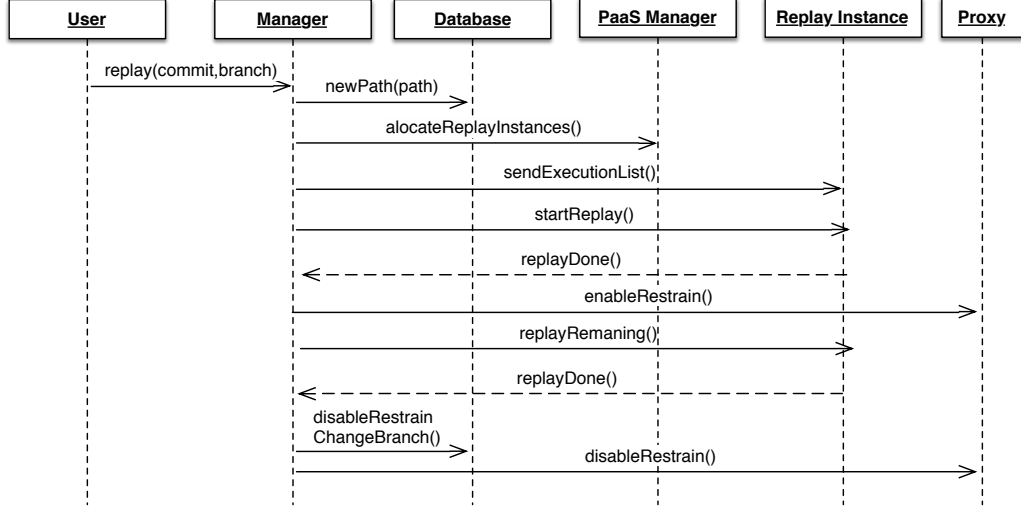 User
Manager
Database
PaaS Manager
Replay Instance
Proxy
replay(commit,branch)
newPath(path)
alocateReplayInstances()
sendExecutionList()
startReplay()
replayDone()
enableRestrain()
replayRemaning()
replayDone()
disableRestrain
ChangeBranch()
disableRestrain()